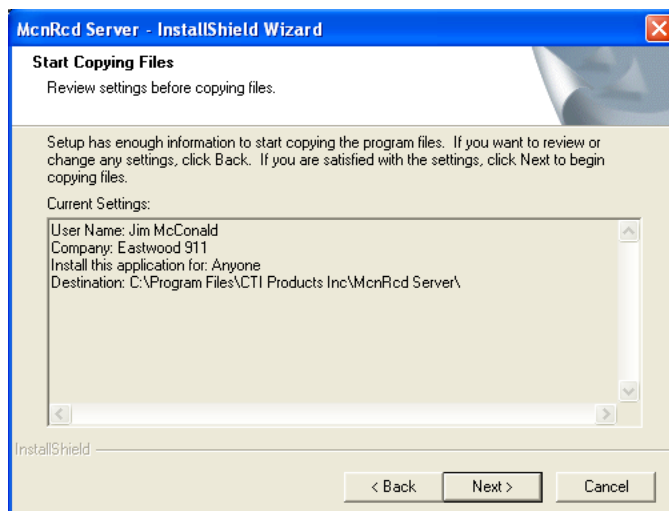 McnRcd Server - InstallShield Wizard
Start Copying Files
Review settings before copying files.
Setup has enough information to start copying the program files. If you want to review or
change any settings, click Back. If you are satisfied with the settings, click Next to begin
copying files.
Current Settings:
User Name: Jim McConald
Company: Eastwood 911
Install this application for: Anyone
Destination: C:\Program Files\CTI Products Inc\McnRcd Server\
InstallShield
< Back Next > Cancel